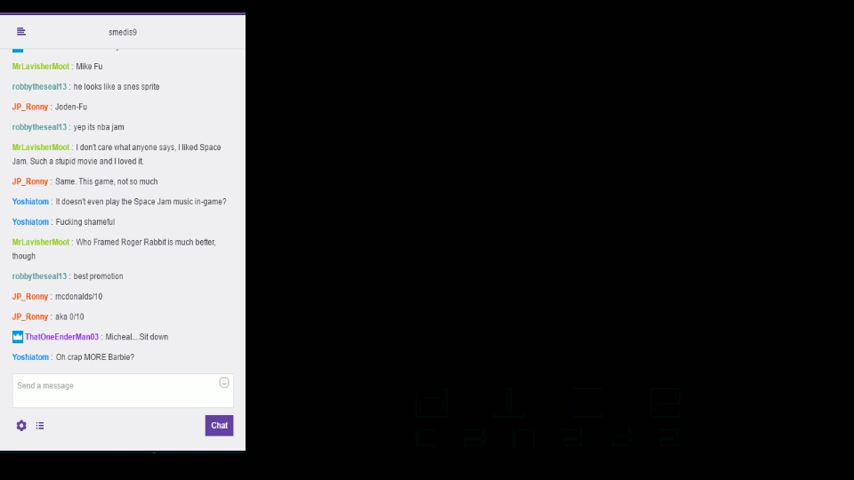 smedis9
MrLavisherMoot : Mike Fu
robbytheseal13 : he looks like a snes sprite
JP_Ronny : Joden-Fu
robbytheseal13 : yep its nba jam
MrLavisherMoot : I don't care what anyone says, I liked Space
Jam. Such a stupid movie and I loved it.
JP_Ronny : Same. This game, not so much
Yoshiatom : It doesn't even play the Space Jam music in-game?
Yoshiatom : Fucking shameful
MrLavisherMoot : Who Framed Roger Rabbit is much better,
though
robbytheseal13 : best promotion
JP_Ronny : mcdonalds/10
JP_Ronny : aka 0/10
ThatOneEnderMan03 : Micheal....Sit down
Yoshiatom : Oh crap MORE Barbie?
Send a message
Chat